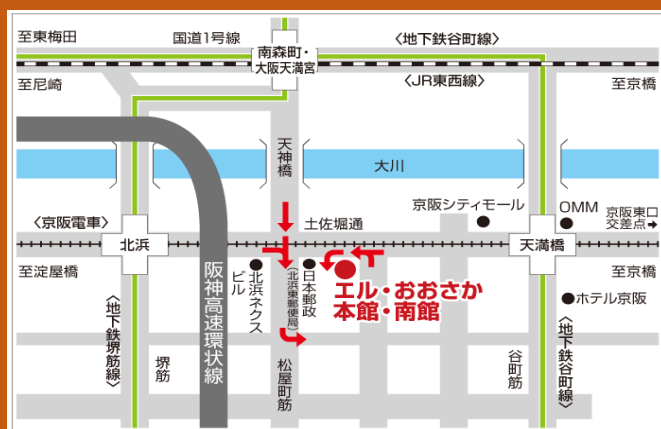 至東梅田
国道1号線
南森町・
大阪天満宮
〈地下鉄谷町線〉
至尼崎
〈JR東西線〉
至京橋
天神橋
大川
〈京阪電車〉
土佐堀通
京阪シティモール
OMM
京阪東口
交差点➡
北浜
天満橋
至淀屋橋
阪神高速環状線
北浜ネクス
ビル
日本郵政
(北浜東郵便局)
エル・おおさか
本館・南館
至京橋
ホテル京阪
〈地下鉄堺筋線〉
堺筋
松屋町筋
谷町筋
〈地下鉄谷町線〉